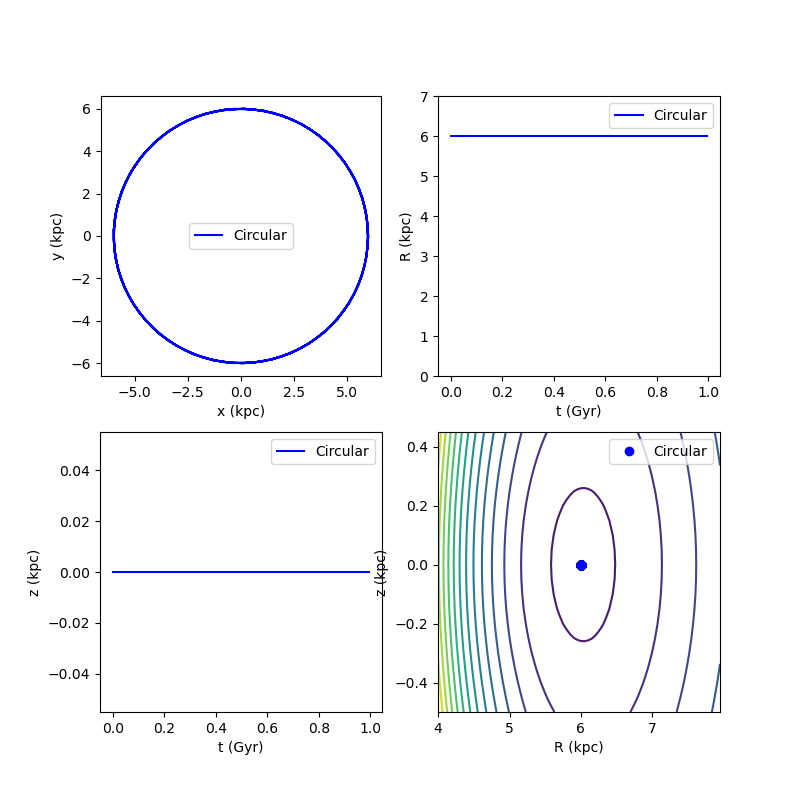 6
4
2
0
−2
−4
−6
y (kpc)
Circular
−5.0 −2.5 0.0 2.5 5.0
x (kpc)
7
6
5
4
3
2
1
0
R (kpc)
Circular
0.0 0.2 0.4 0.6 0.8 1.0
t (Gyr)
0.04
0.02
0.00
−0.02
−0.04
z (kpc)
Circular
0.0 0.2 0.4 0.6 0.8 1.0
t (Gyr)
0.4
0.2
0.0
−0.2
−0.4
z (kpc)
Circular
4 5 6 7
R (kpc)